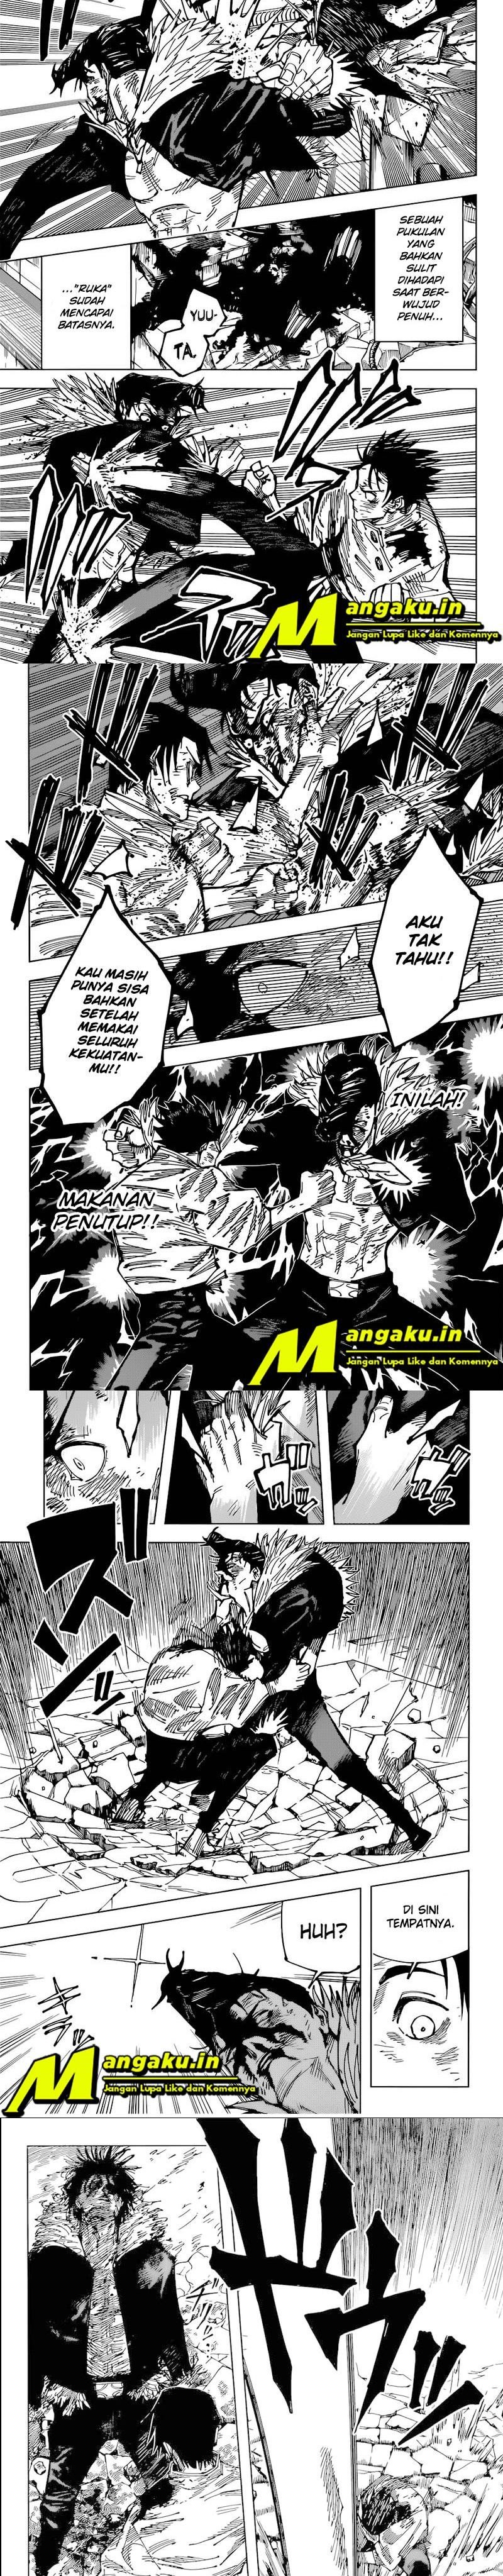 SEBUAH
PUKULAN
YANG
BAHKAN
SULIT
DIHADAPI
SAAT BER-
WUJUD
PENUH...
..."RUKA"
SUDAH
MENCAPAI
BATASNYA.
YUU-
TA.
Mangaku.in
Jangan Lupa Like dan Komennya
AKU
TAK
TAHU!!
KAU MASIH
PUNYA SISA
BAHKAN
SETELAH
MEMAKAI
SELURUH
KEKUATAN-
MU!!
INILAH!
MAKANAN
PENUTUP!!
Mangaku.in
Jangan Lupa Like dan Komennya
DI SINI
TEMPATNYA.
HUH?
Mangaku.in
Jangan Lupa Like dan Komennya